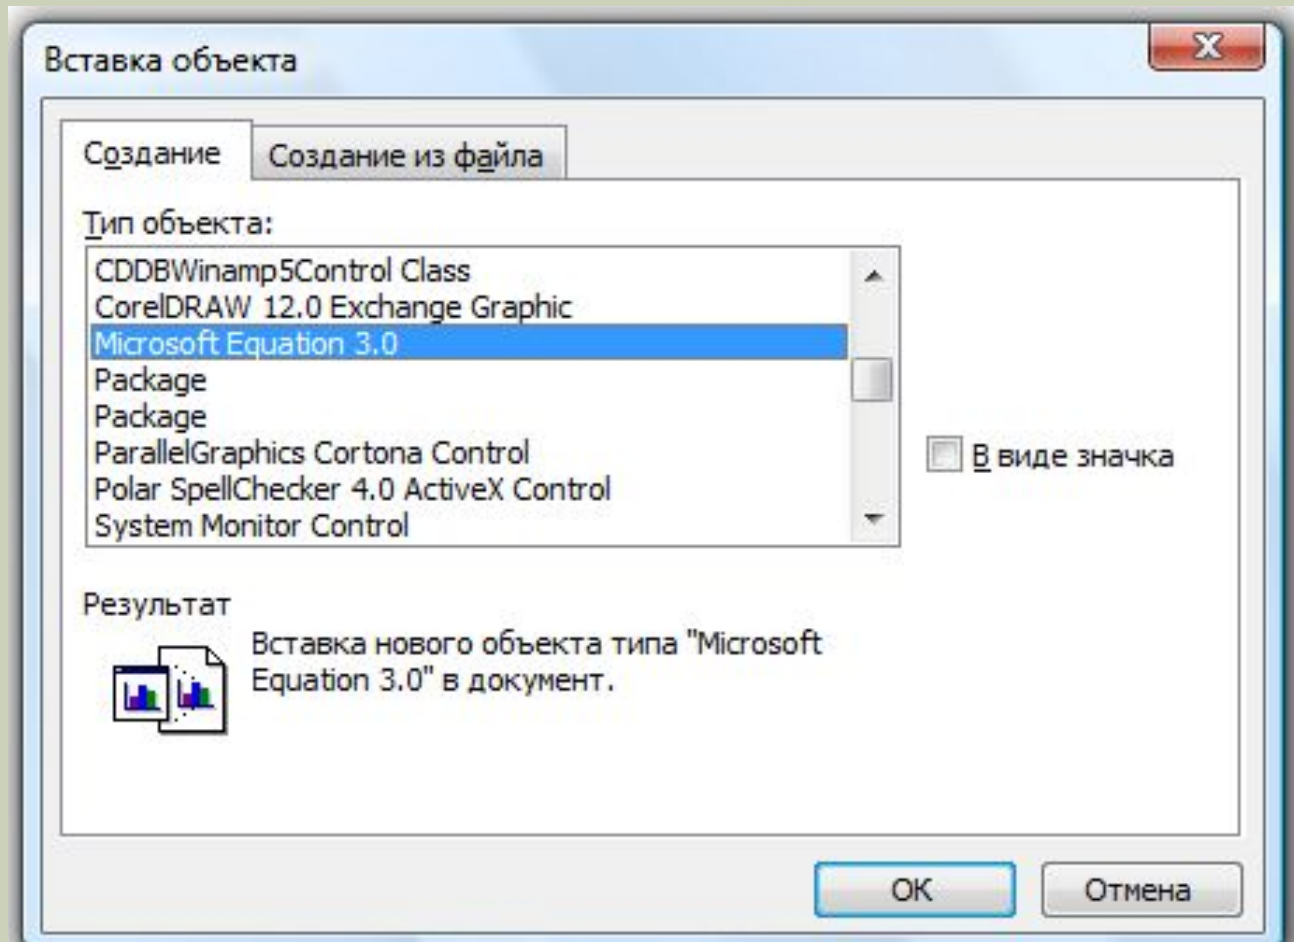 Вставка объекта
Создание
Создание из файла
Тип объекта:
CDDBWinamp5Control Class
CorelDRAW 12.0 Exchange Graphic
Microsoft Equation 3.0
Package
Package
ParallelGraphics Cortona Control
Polar SpellChecker 4.0 ActiveX Control
System Monitor Control
В виде значка
Результат
Вставка нового объекта типа "Microsoft
Equation 3.0" в документ.
ОК
Отмена